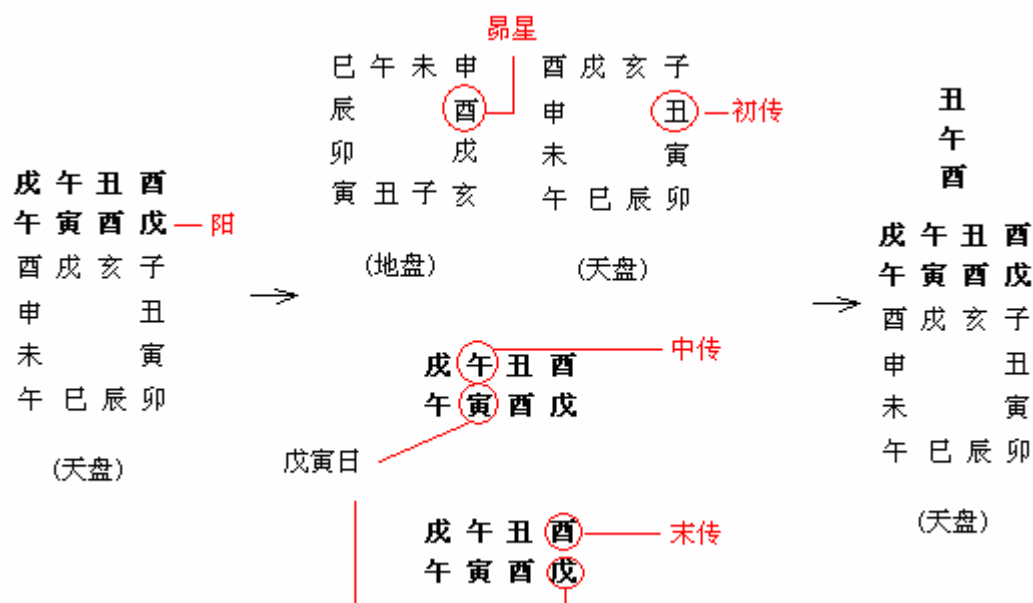 昴星
巳 午 未 申
辰 酉
卯 戌
寅 丑 子 亥
(地盘)
酉 戌 亥 子
申 丑
未 寅
午 巳 辰 卯
(天盘)
初传
戌 午 丑 酉
午 寅 酉 戊
阳
酉 戌 亥 子
申 丑
未 寅
午 巳 辰 卯
(天盘)
戌 午 丑 酉
午 寅 酉 戊
中传
戊寅日
戌 午 丑 酉
午 寅 酉 戊
末传
丑
午
酉
戌 午 丑 酉
午 寅 酉 戊
酉 戌 亥 子
申 丑
未 寅
午 巳 辰 卯
(天盘)